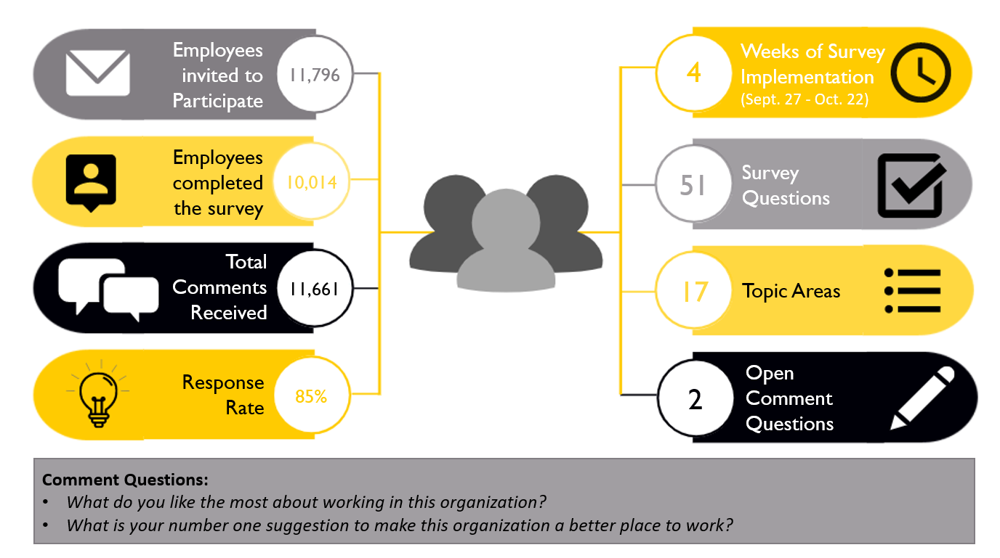 Employees
invited to
Participate
11,796
Employees
completed
the survey
10,014
Total
Comments
Received
11,661
Response
Rate
85%
4
Weeks of Survey
Implementation
(Sept. 27 - Oct. 22)
51
Survey
Questions
17
Topic Areas
2
Open
Comment
Questions
Comment Questions:
• What do you like the most about working in this organization?
• What is your number one suggestion to make this organization a better place to work?